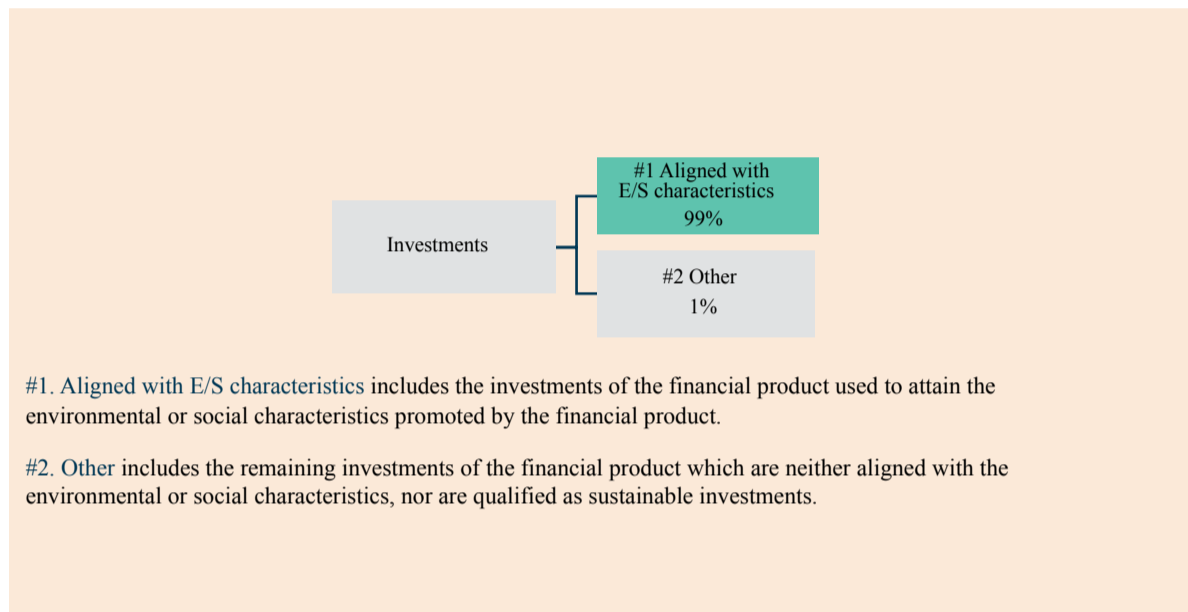 #1 Aligned with
E/S characteristics
99%
Investments
#2 Other
1%
#1. Aligned with E/S characteristics includes the investments of the financial product used to attain the
environmental or social characteristics promoted by the financial product.
#2. Other includes the remaining investments of the financial product which are neither aligned with the
environmental or social characteristics, nor are qualified as sustainable investments.